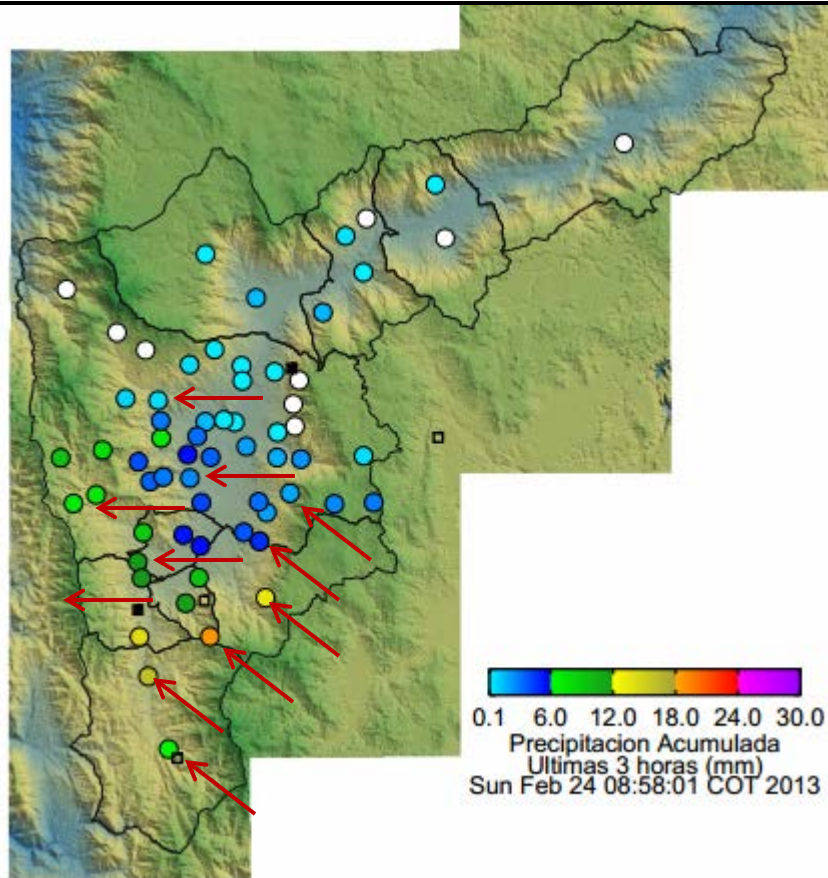 0.1 6.0 12.0 18.0 24.0 30.0
Precipitacion Acumulada
Ultimas 3 horas (mm)
Sun Feb 24 08:58:01 COT 2013